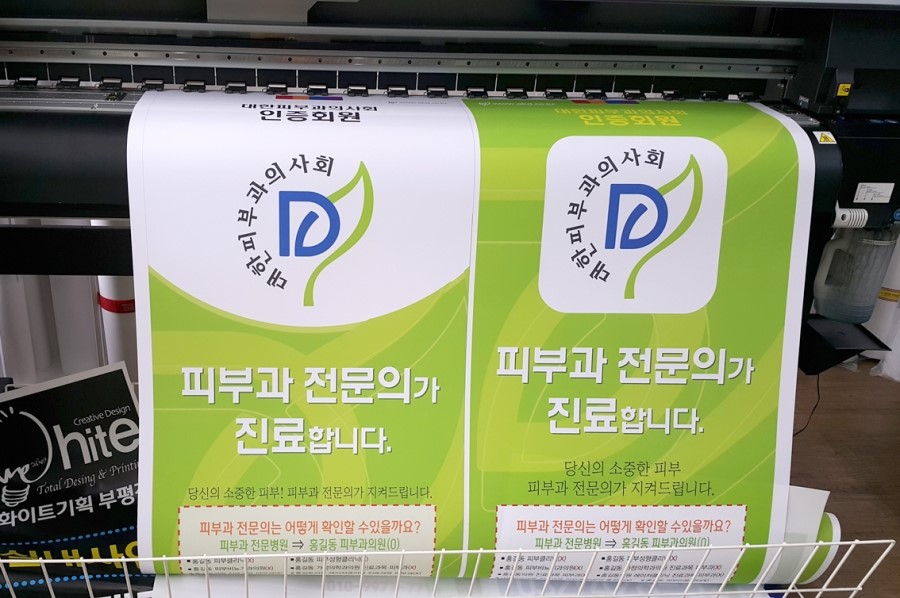 대한피부과의사회
인증회원
대한피부과의사회
피부과 전문의가
진료합니다.
당신의 소중한 피부! 피부과 전문의가 지켜드립니다.
피부과 전문의는 어떻게 확인할 수있을까요?
피부과 전문병원 ⇒ 홍길동 피부과의원(O)
대한피부과의사회
인증회원
대한피부과의사회
피부과 전문의가
진료합니다.
당신의 소중한 피부
피부과 전문의가 지켜드립니다.
피부과 전문의는 어떻게 확인할 수있을까요?
피부과 전문병원 ⇒ 홍길동 피부과의원(O)
Creative Design
hite
Total Desing & Printi
화이트기획 부평